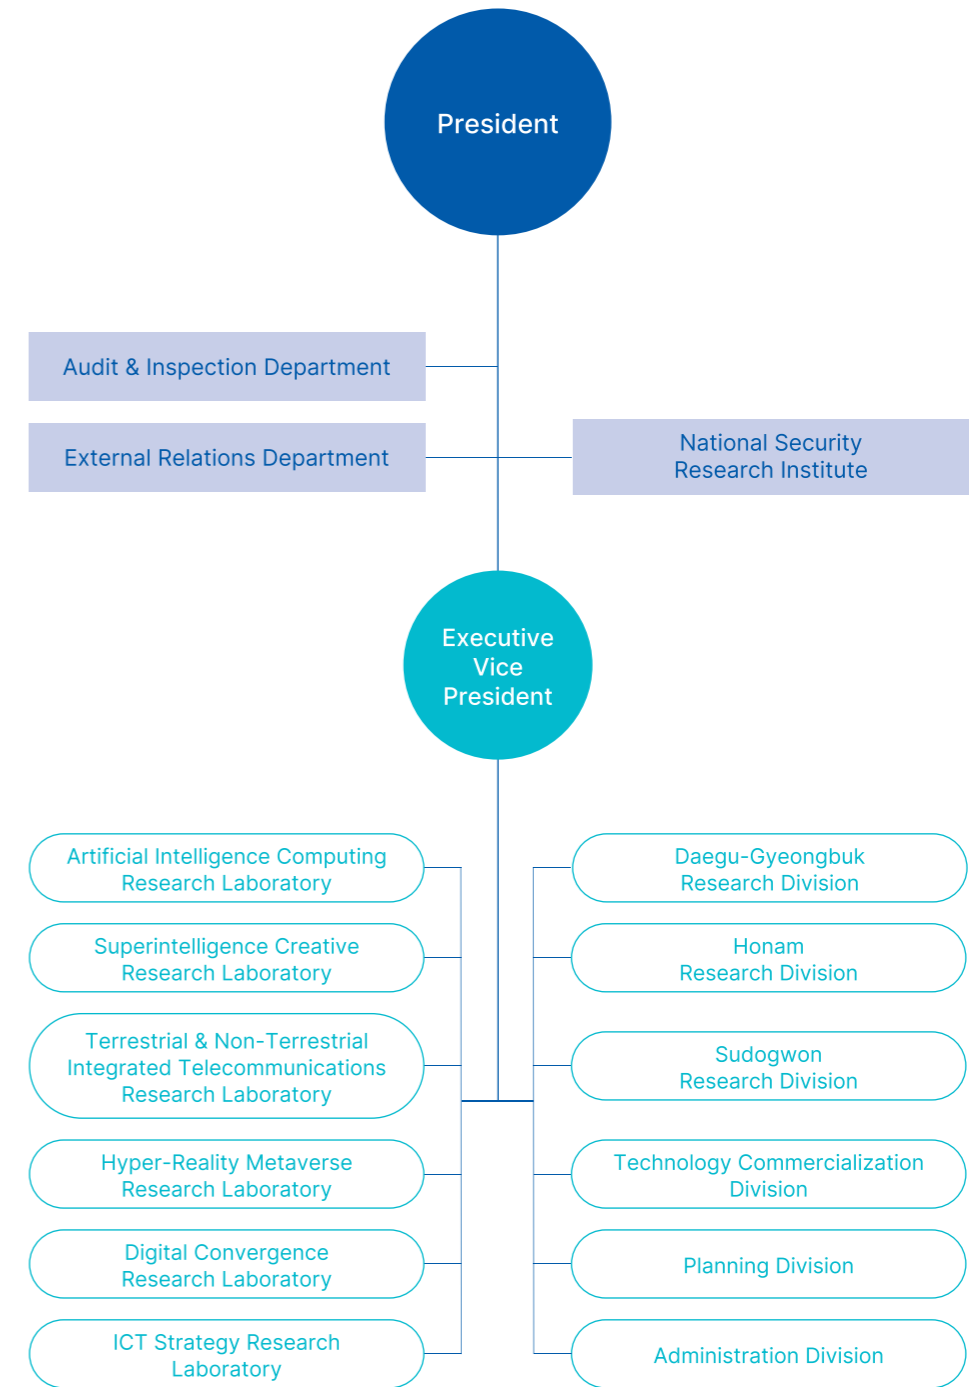 President
Audit & Inspection Department
External Relations Department
National Security
Research Institute
Executive
Vice
President
Artificial Intelligence Computing
Research Laboratory
Superintelligence Creative
Research Laboratory
Terrestrial & Non-Terrestrial
Integrated Telecommunications
Research Laboratory
Hyper-Reality Metaverse
Research Laboratory
Digital Convergence
Research Laboratory
ICT Strategy Research
Laboratory
Daegu-Gyeongbuk
Research Division
Honam
Research Division
Sudogwon
Research Division
Technology Commercialization
Division
Planning Division
Administration Division